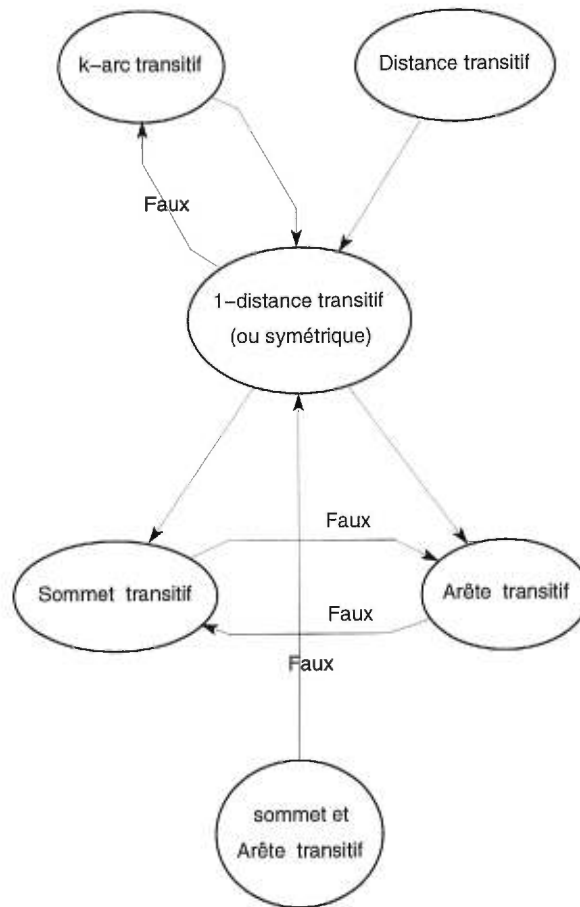 k-arc transitif
Distance transitif
Faux
1-distance transitif
(ou symétrique)
Faux
Sommet transitif
Arête transitif
Faux
Faux
sommet et
Arête transitif